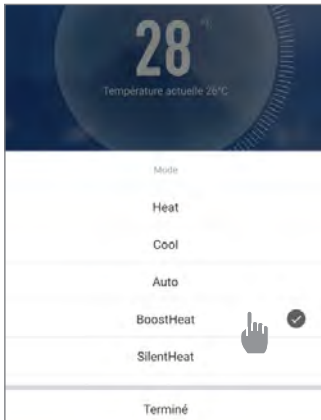 28
°C
Température actuelle 26°C
Mode
Heat
Cool
Auto
BoostHeat
SilentHeat
Terminé